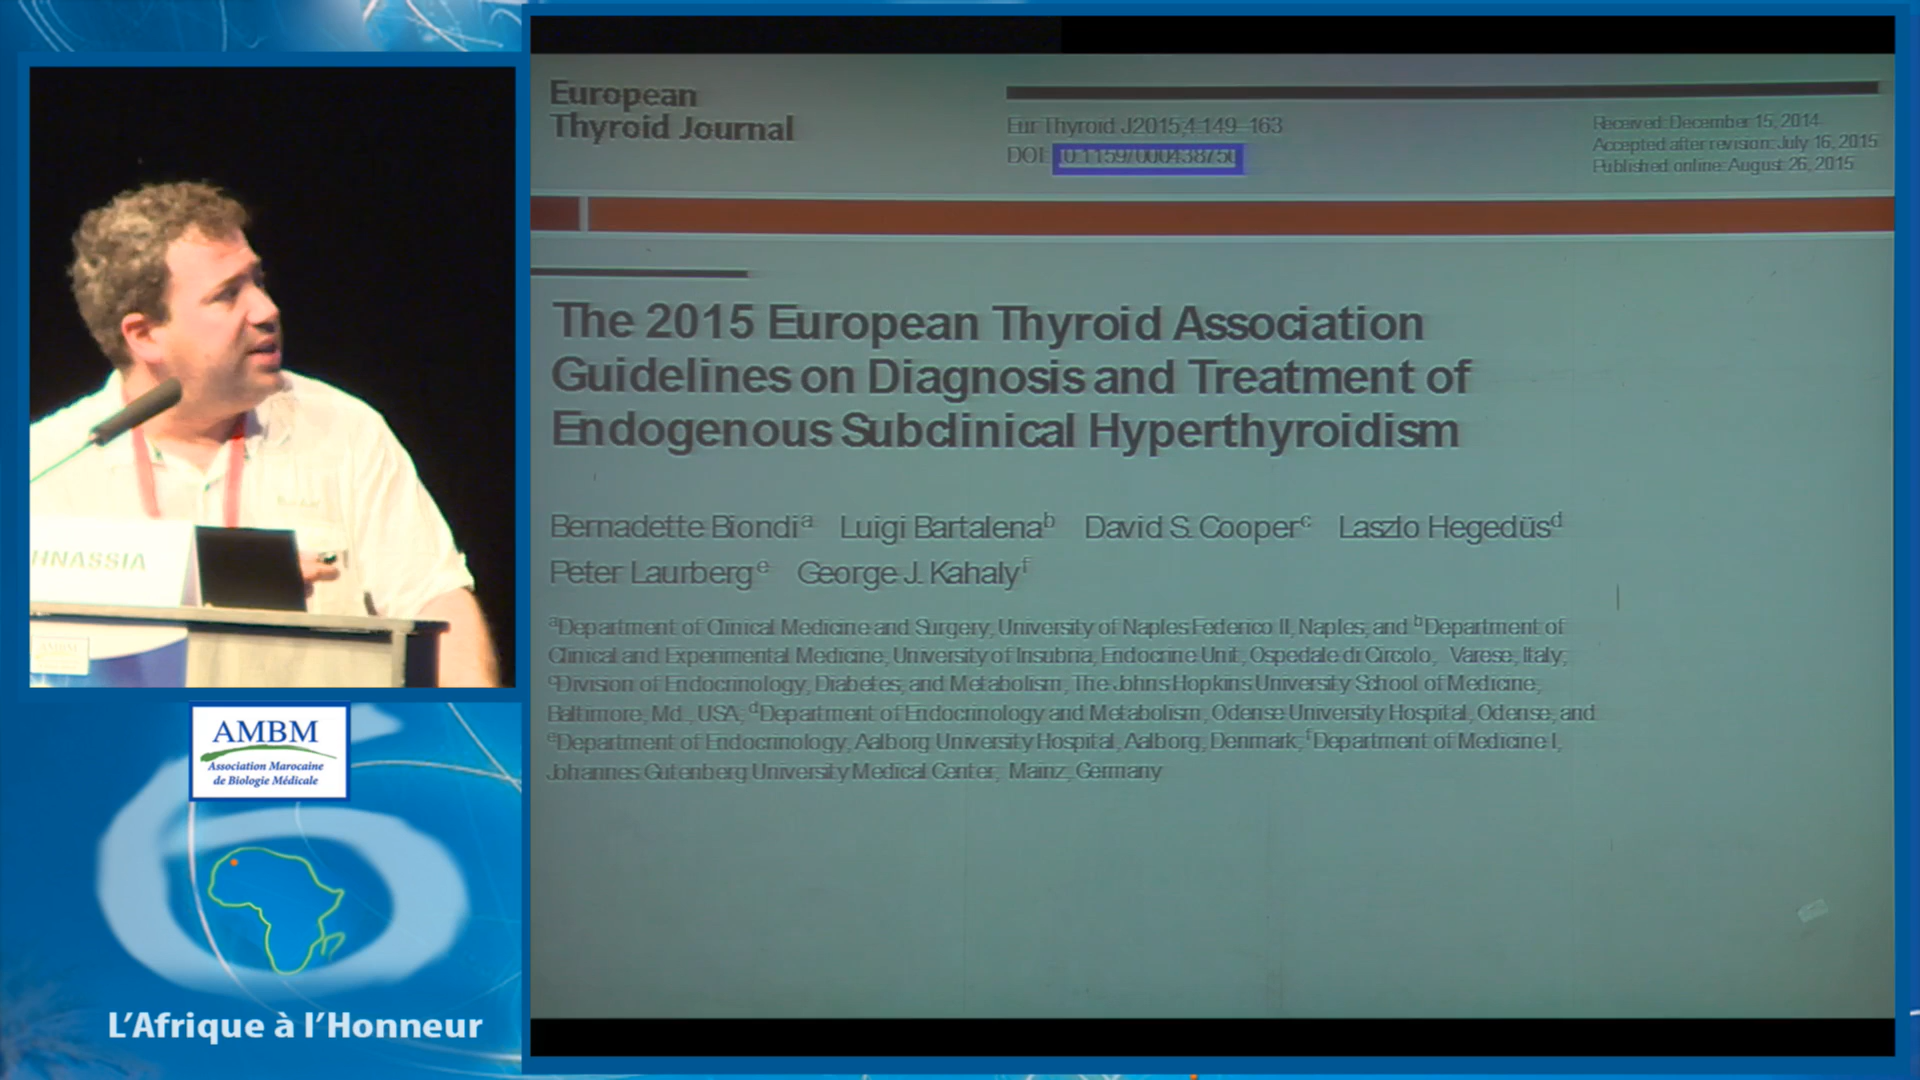 European
Thyroid Journal
Eur Thyroid J 2015;4:149–163
DOI: 10.1159/000438750
Received: December 15, 2014
Accepted after revision: July 16, 2015
Published online: August 26, 2015
The 2015 European Thyroid Association
Guidelines on Diagnosis and Treatment of
Endogenous Subclinical Hyperthyroidism
Bernadette Biondi a Luigi Bartalena b David S. Cooper c Laszlo Hegedüs d
Peter Laurberg e George J. Kahaly f
a Department of Clinical Medicine and Surgery, University of Naples Federico II, Naples, and b Department of
Clinical and Experimental Medicine, University of Insubria, Endocrine Unit, Ospedale di Circolo, Varese, Italy;
c Division of Endocrinology, Diabetes, and Metabolism, The Johns Hopkins University School of Medicine,
Baltimore, Md., USA; d Department of Endocrinology and Metabolism, Odense University Hospital, Odense, and
e Department of Endocrinology, Aalborg University Hospital, Aalborg, Denmark; f Department of Medicine I,
Johannes Gutenberg University Medical Center, Mainz, Germany
HNASSIA
AMBM
Association Marocaine
de Biologie Médicale
L'Afrique à l'Honneur